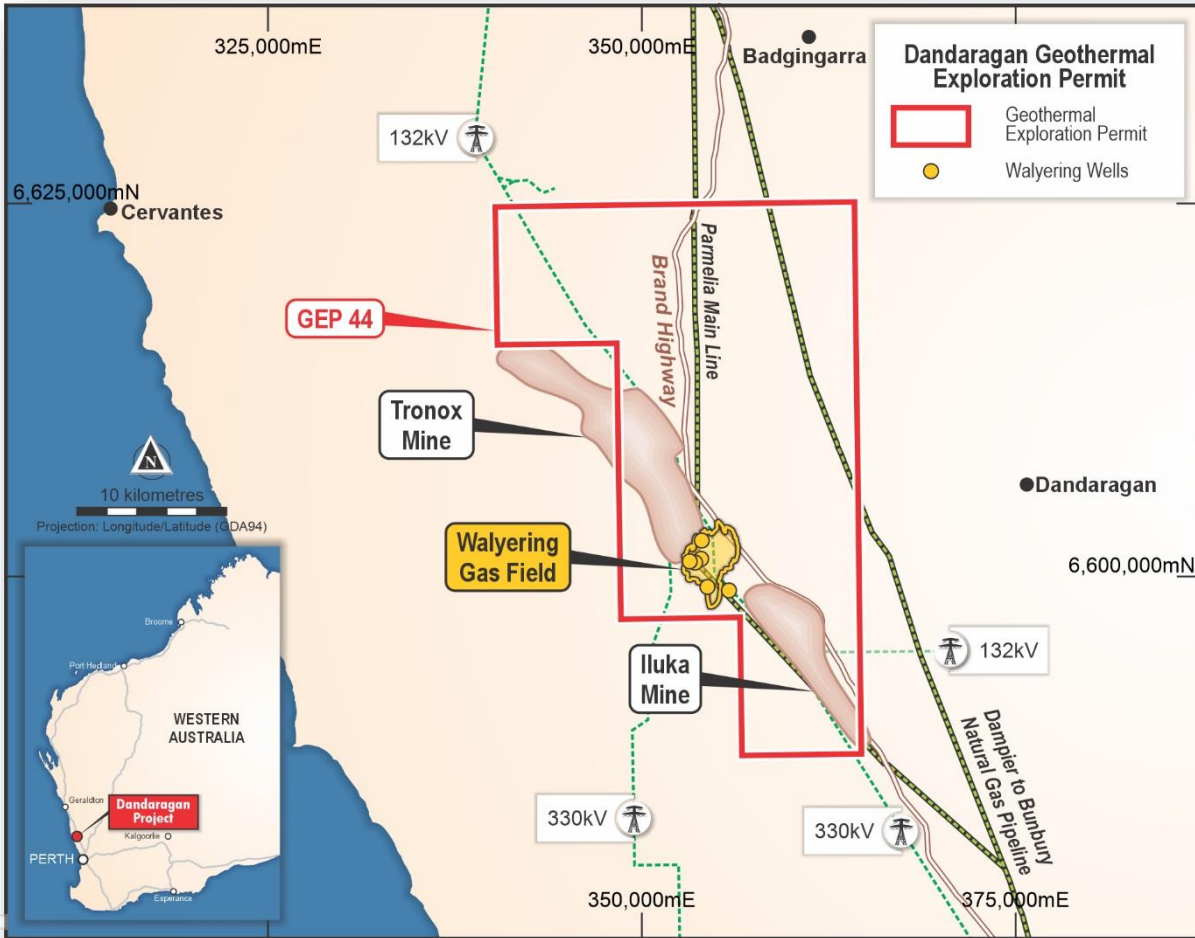 325,000mE
350,000mE
Badgingarra
Dandaragan Geothermal
Exploration Permit
Geothermal
Exploration Permit
Walyering Wells
132kV
6,625,000mN
Cervantes
GEP 44
Brand Highway
Parmelia Main Line
Tronox
Mine
N
10 kilometres
Projection: Longitude/Latitude (GDA94)
Dandaragan
Walyering
Gas Field
6,600,000mN
Iluka
Mine
132kV
Dampier to Bunbury
Natural Gas Pipeline
330kV
330kV
350,000mE
375,000mE
Broome
Port Hedland
WESTERN
AUSTRALIA
Geraldton
Dandaragan
Project
Kalgoorlie
PERTH
Esperance